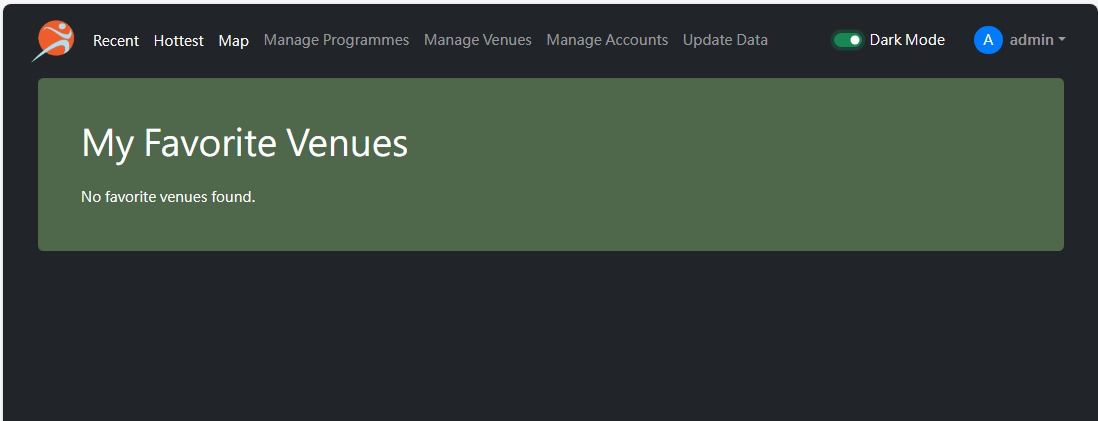 Recent Hottest Map Manage Programmes Manage Venues Manage Accounts Update Data Dark Mode A admin
My Favorite Venues
No favorite venues found.